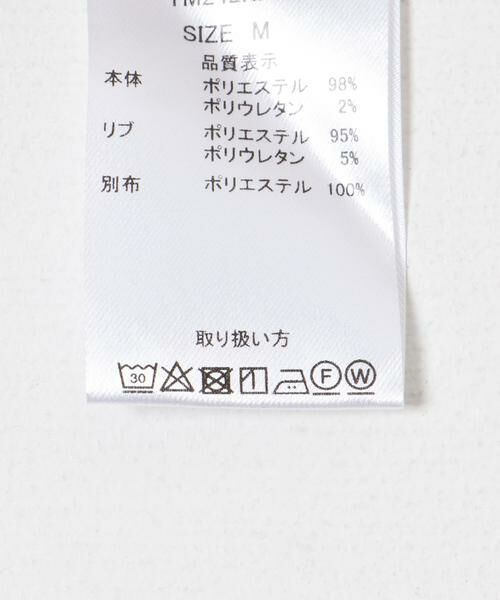 SIZE M
品質表示
本体 ポリエステル 98%
ポリウレタン 2%
リブ ポリエステル 95%
ポリウレタン 5%
別布 ポリエステル 100%
取り扱い方
30 F W